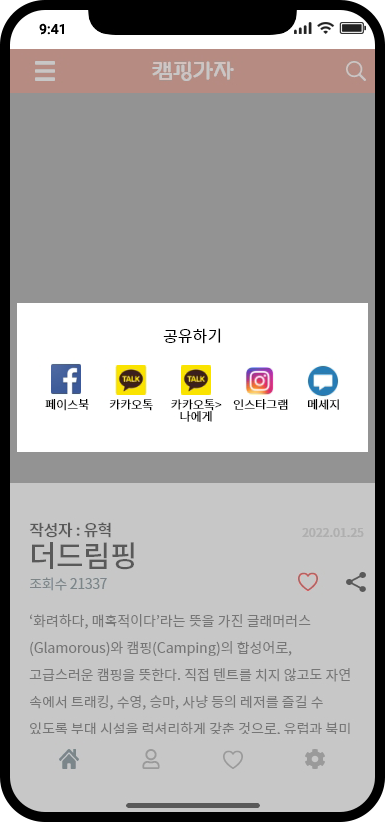 9:41
캠핑가자
공유하기
TALK
TALK
페이스북
카카오톡
카카오톡>
나에게
인스타그램
메세지
작성자 : 유혁
2022.01.25
더드림핑
조회수 21337
‘화려하다, 매혹적이다’라는 뜻을 가진 글래머러스
(Glamorous)와 캠핑(Camping)의 합성어로,
고급스러운 캠핑을 뜻한다. 직접 텐트를 치지 않고도 자연
속에서 트래킹, 수영, 승마, 사냥 등의 레저를 즐길 수
있도록 부대 시설을 럭셔리하게 갖춘 것으로, 유럽과 북미